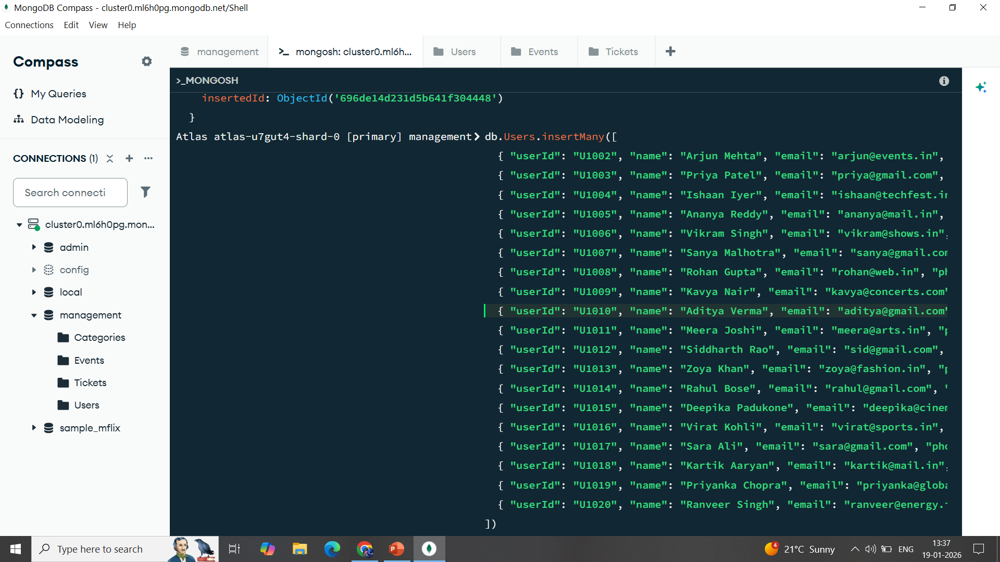 MongoDB Compass - cluster0.ml6h0pg.mongodb.net/Shell
Connections Edit View Help
Compass
My Queries
Data Modeling
CONNECTIONS (1)
Search connecti
cluster0.ml6h0pg.mon...
admin
config
local
management
Categories
Events
Tickets
Users
sample_mflix
management
mongosh: cluster0.ml6h...
Users
Events
Tickets
>_MONGOSH
insertedId: ObjectId('696de14d231d5b641f304448')
}
Atlas atlas-u7gut4-shard-0 [primary] management> db.Users.insertMany([
{ "userId": "U1002", "name": "Arjun Mehta", "email": "arjun@events.in",
{ "userId": "U1003", "name": "Priya Patel", "email": "priya@gmail.com",
{ "userId": "U1004", "name": "Ishaan Iyer", "email": "ishaan@techfest.in
{ "userId": "U1005", "name": "Ananya Reddy", "email": "ananya@mail.in",
{ "userId": "U1006", "name": "Vikram Singh", "email": "vikram@shows.in",
{ "userId": "U1007", "name": "Sanya Malhotra", "email": "sanya@gmail.com
{ "userId": "U1008", "name": "Rohan Gupta", "email": "rohan@web.in", "ph
{ "userId": "U1009", "name": "Kavya Nair", "email": "kavya@concerts.com"
{ "userId": "U1010", "name": "Aditya Verma", "email": "aditya@gmail.com"
{ "userId": "U1011", "name": "Meera Joshi", "email": "meera@arts.in", "p
{ "userId": "U1012", "name": "Siddharth Rao", "email": "sid@gmail.com",
{ "userId": "U1013", "name": "Zoya Khan", "email": "zoya@fashion.in", "p
{ "userId": "U1014", "name": "Rahul Bose", "email": "rahul@gmail.com", "
{ "userId": "U1015", "name": "Deepika Padukone", "email": "deepika@cinem
{ "userId": "U1016", "name": "Virat Kohli", "email": "virat@sports.in",
{ "userId": "U1017", "name": "Sara Ali", "email": "sara@gmail.com", "pho
{ "userId": "U1018", "name": "Kartik Aaryan", "email": "kartik@mail.in",
{ "userId": "U1019", "name": "Priyanka Chopra", "email": "priyanka@globa
{ "userId": "U1020", "name": "Ranveer Singh", "email": "ranveer@energy.
])
Type here to search
4
21°C Sunny
ENG
13:37
19-01-2026